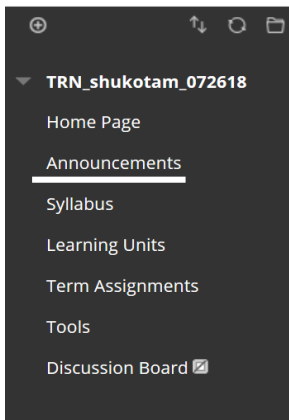 TRN_shukotam_072618
Home Page
Announcements
Syllabus
Learning Units
Term Assignments
Tools
Discussion Board